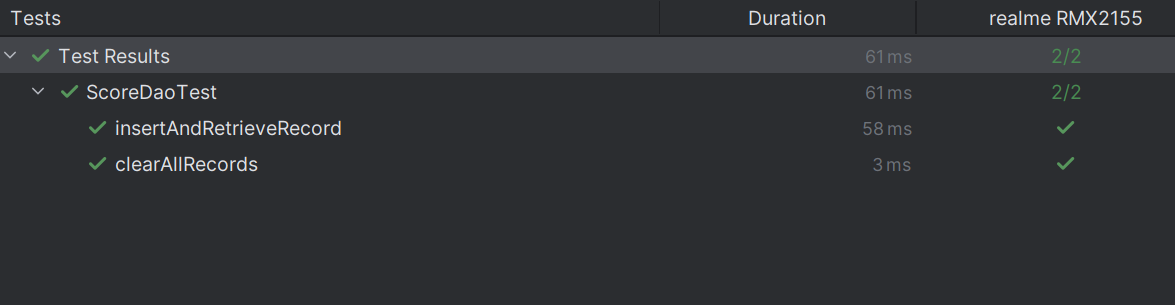 Tests Duration realme RMX2155
Test Results 61 ms 2/2
ScoreDaoTest 61 ms 2/2
insertAndRetrieveRecord 58 ms
clearAllRecords 3 ms